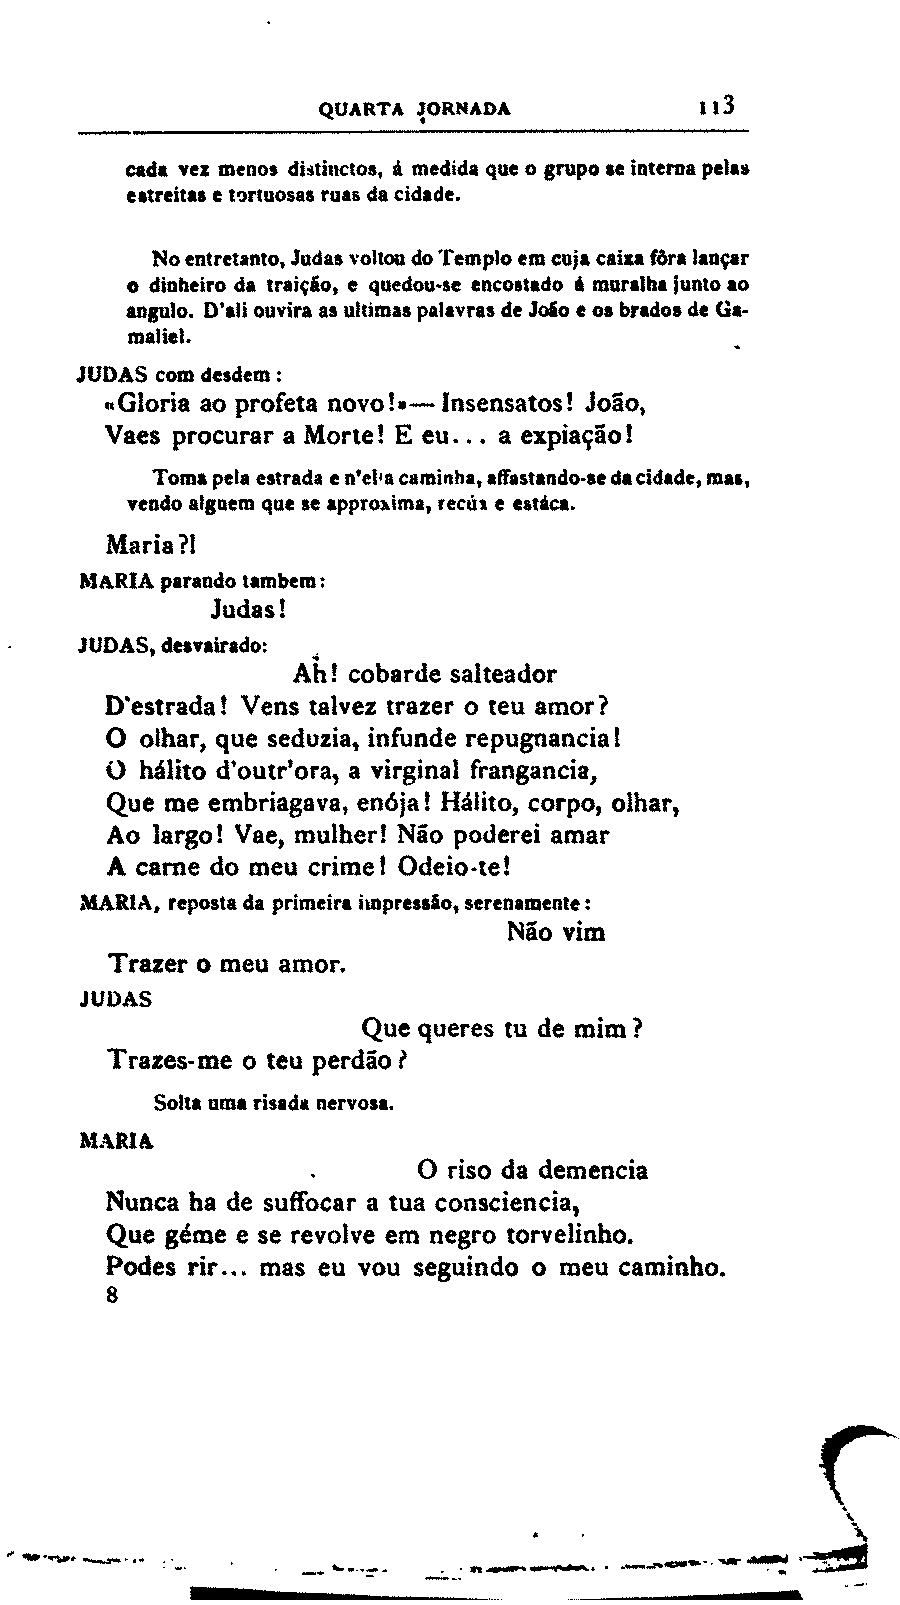 QUARTA JORNADA 113
cada vez menos distinctos, á medida que o grupo se interna pelas
estreitas e tortuosas ruas da cidade.
No entretanto, Judas voltou do Templo em cuja caixa fôra lançar
o dinheiro da traição, e quedou-se encostado á muralha junto ao
angulo. D'ali ouvira as ultimas palavras de João e os brados de Ga-
maliel.
JUDAS com desdem:
«Gloria ao profeta novo!»— Insensatos! João,
Vaes procurar a Morte! E eu... a expiação!
Toma pela estrada e n'ella caminha, affastando-se da cidade, mas,
vendo alguem que se approxima, recúa e estáca.
Maria?!
MARIA parando tambem:
Judas!
JUDAS, desvairado:
Ah! cobarde salteador
D'estrada! Vens talvez trazer o teu amor?
O olhar, que seduzia, infunde repugnancia!
O hálito d'outr'ora, a virginal frangancia,
Que me embriagava, enója! Hálito, corpo, olhar,
Ao largo! Vae, mulher! Não poderei amar
A carne do meu crime! Odeio-te!
MARIA, reposta da primeira impressão, serenamente:
Não vim
Trazer o meu amor.
JUDAS
Que queres tu de mim?
Trazes-me o teu perdão?
Solta uma risada nervosa.
MARIA
O riso da demencia
Nunca ha de suffocar a tua consciencia,
Que géme e se revolve em negro torvelinho.
Podes rir... mas eu vou seguindo o meu caminho.
8